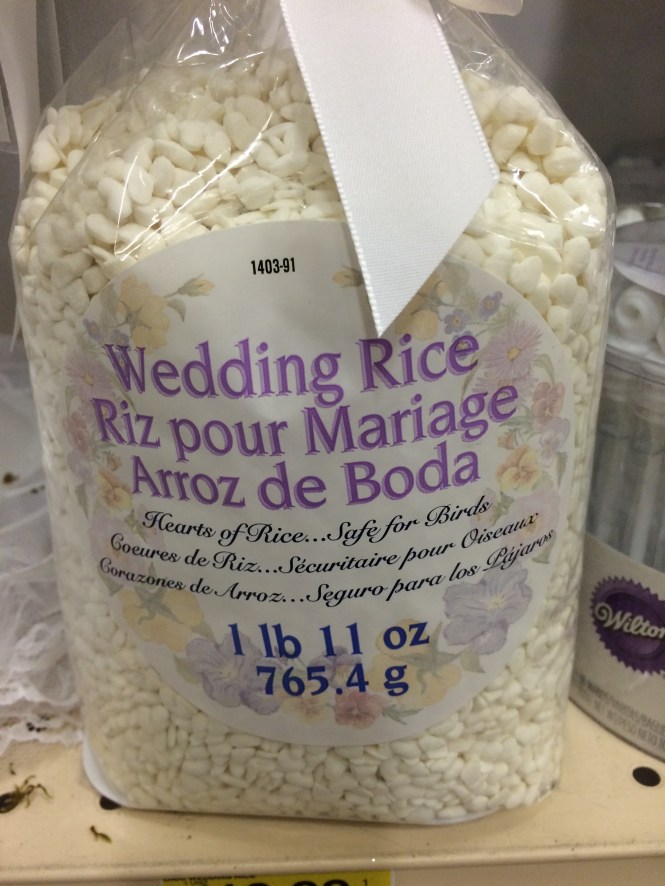 1403-91
Wedding Rice
Riz pour Mariage
Arroz de Boda
Hearts of Rice...Safe for Birds
Coeures de Riz...Sécuritaire pour Oiseaux
Corazones de Arroz...Seguro para los Pájaros
1 lb 11 oz
765.4 g
Wilton